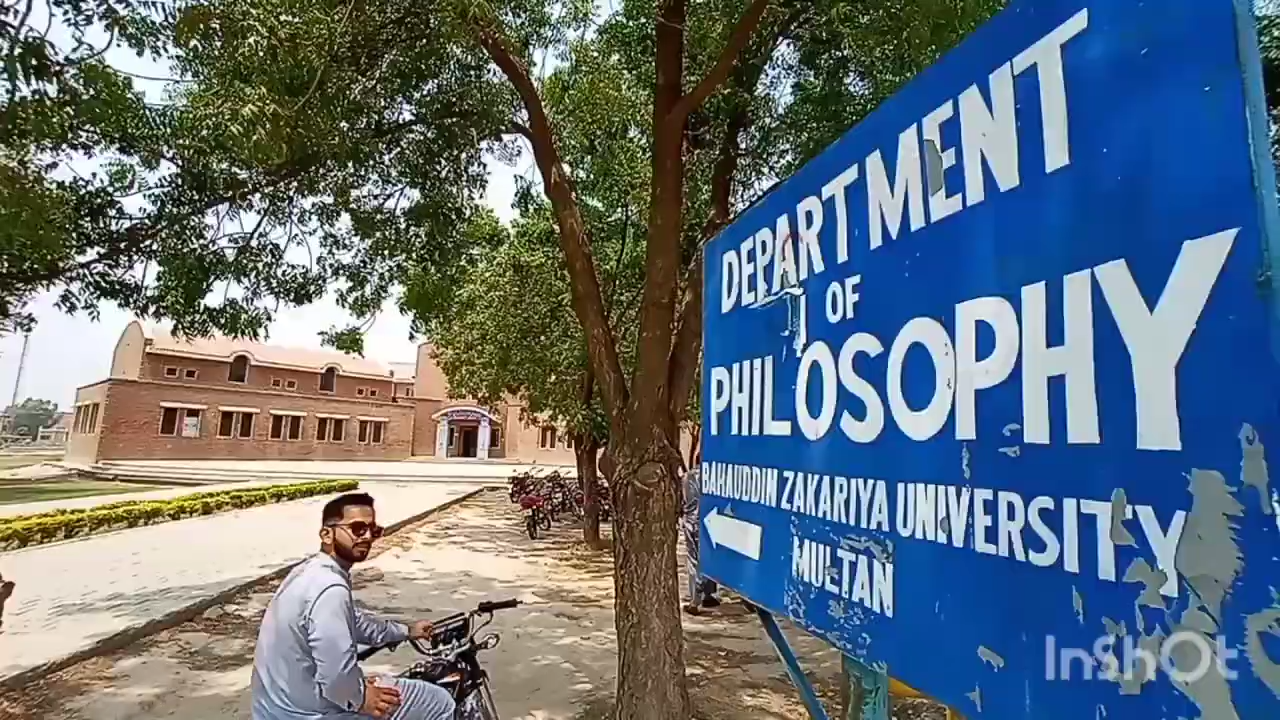 DEPARTMENT
OF
PHILOSOPHY
BAHAUDDIN ZAKARIYA UNIVERSITY
MULTAN
InShOt